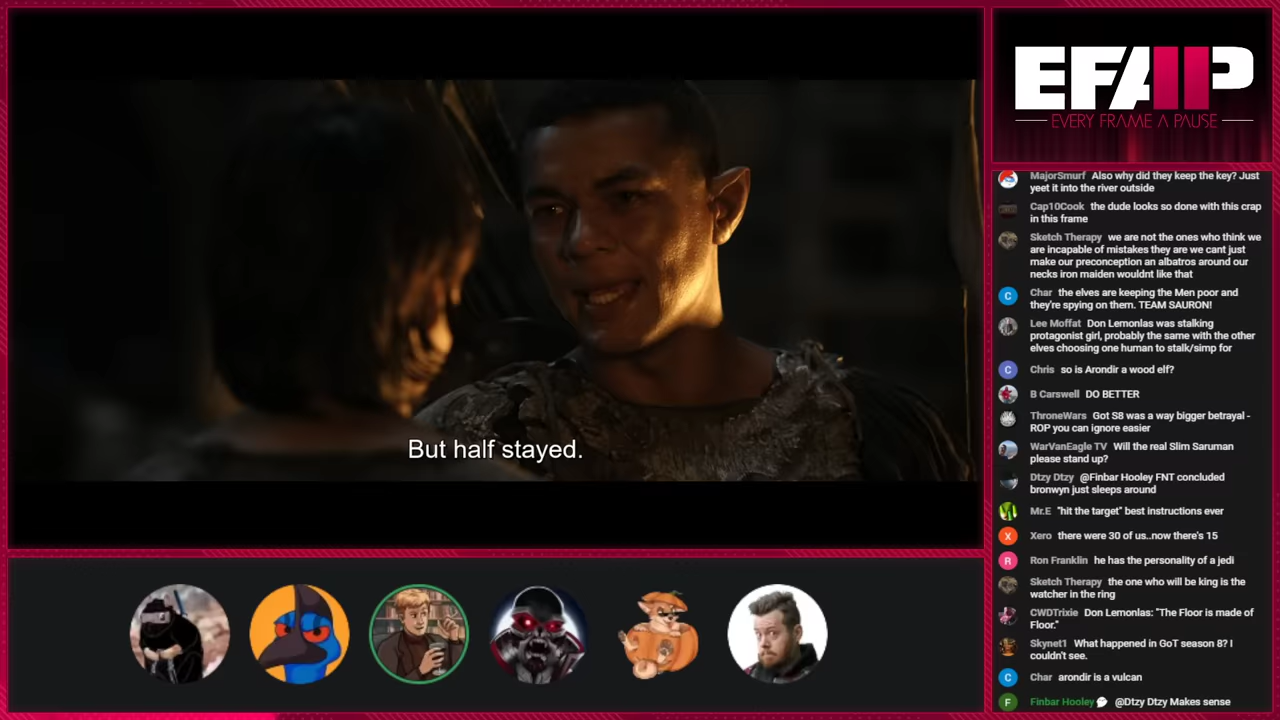 But half stayed.
EFAP
EVERY FRAME A PAUSE
MajorSmurf Also why did they keep the key? Just
yeet it into the river outside
Cap10Cook the dude looks so done with this crap
in this frame
Sketch Therapy we are not the ones who think we
are incapable of mistakes they are we cant just
make our preconception an albatros around our
necks iron maiden wouldnt like that
C Char the elves are keeping the Men poor and
they're spying on them. TEAM SAURON!
Lee Moffat Don Lemonlas was stalking
protagonist girl, probably the same with the other
elves choosing one human to stalk/simp for
C Chris so is Arondir a wood elf?
B Carswell DO BETTER
ThroneWars Got S8 was a way bigger betrayal -
ROP you can ignore easier
WarVanEagle TV Will the real Slim Saruman
please stand up?
Dtzy Dtzy @Finbar Hooley FNT concluded
bronwyn just sleeps around
Mr.E "hit the target" best instructions ever
X Xero there were 30 of us..now there's 15
R Ron Franklin he has the personality of a jedi
Sketch Therapy the one who will be king is the
watcher in the ring
CWDTrixie Don Lemonlas: "The Floor is made of
Floor."
Skynet1 What happened in GoT season 8? I
couldn't see.
C Char arondir is a vulcan
F Finbar Hooley @Dtzy Dtzy Makes sense